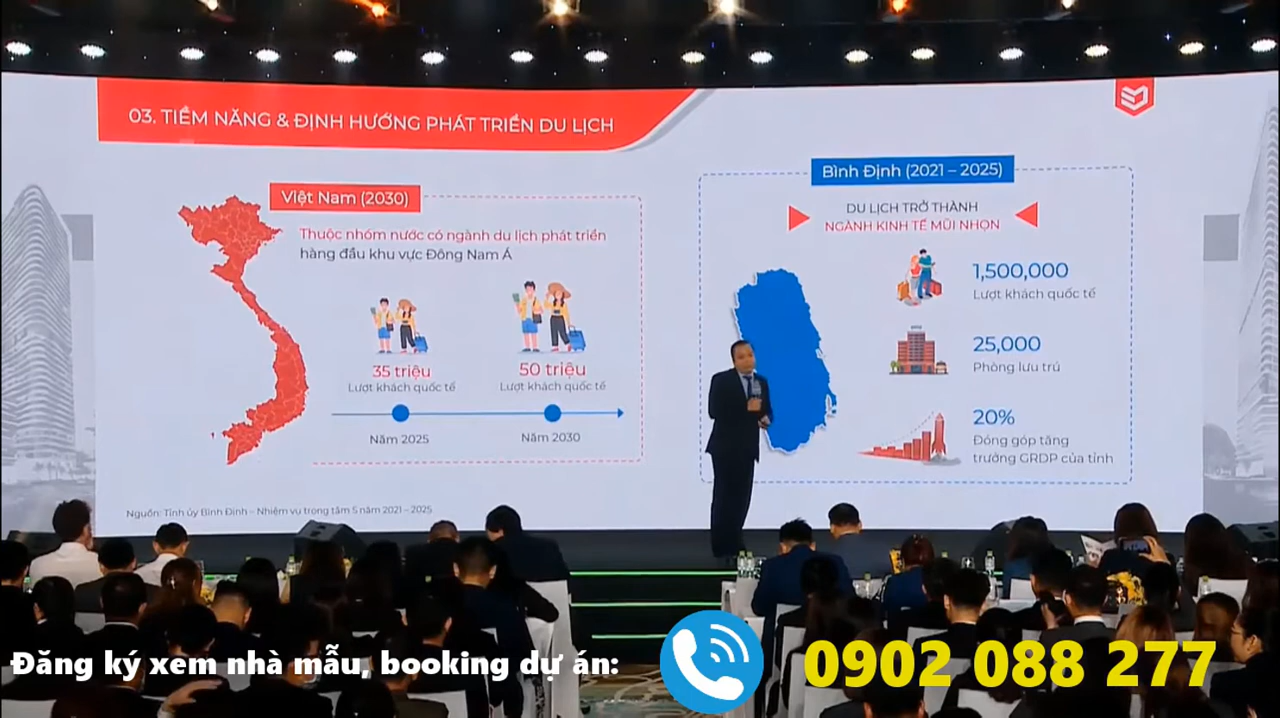 03. TIỀM NĂNG & ĐỊNH HƯỚNG PHÁT TRIỂN DU LỊCH
Việt Nam (2030)
Thuộc nhóm nước có ngành du lịch phát triển
hàng đầu khu vực Đông Nam Á
35 triệu
Lượt khách quốc tế
50 triệu
Lượt khách quốc tế
Năm 2025
Năm 2030
Nguồn: Tỉnh ủy Bình Định – Nhiệm vụ trọng tâm 5 năm 2021 – 2025
Bình Định (2021 – 2025)
DU LỊCH TRỞ THÀNH
NGÀNH KINH TẾ MŨI NHỌN
1,500,000
Lượt khách quốc tế
25,000
Phòng lưu trú
20%
Đóng góp tăng
trưởng GRDP của tỉnh
Đăng ký xem nhà mẫu, booking dự án:
0902 088 277